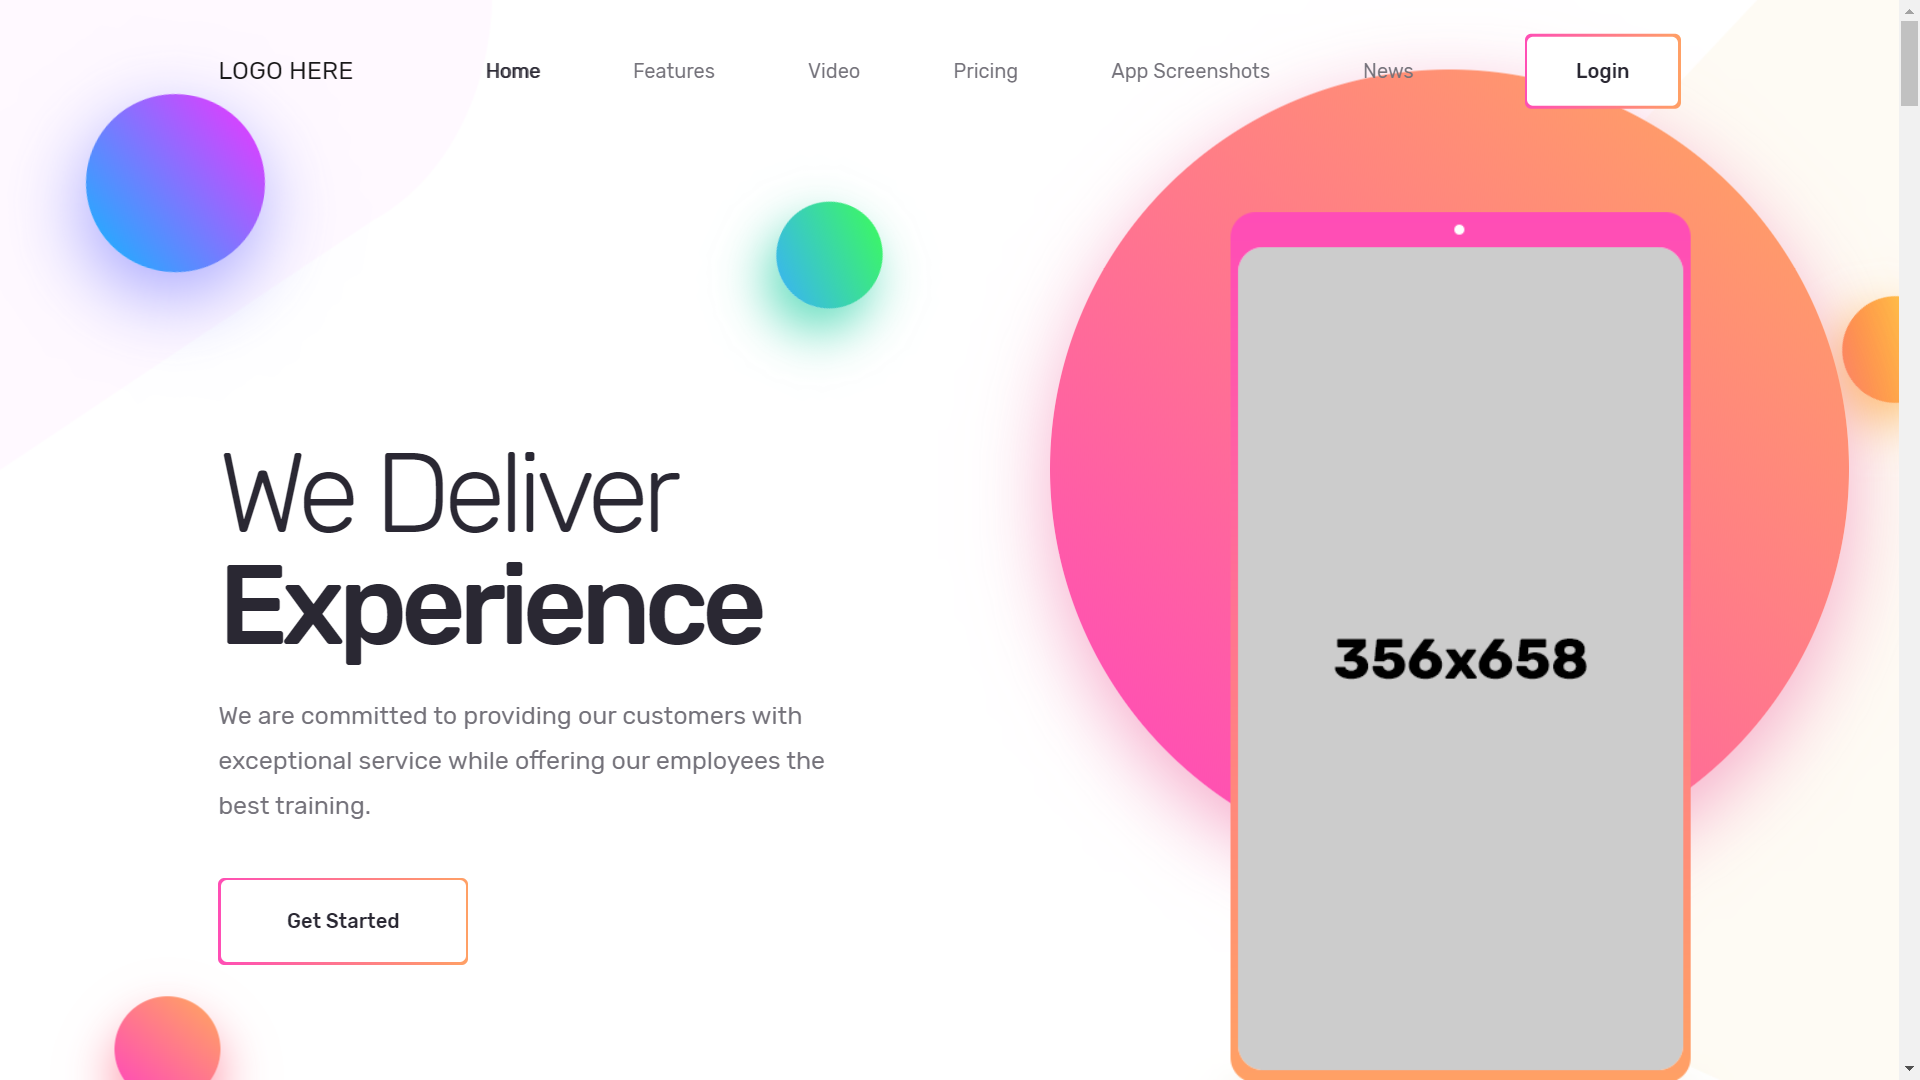 LOGO HERE
Home
Features
Video
Pricing
App Screenshots
News
Login
We Deliver
Experience
We are committed to providing our customers with
exceptional service while offering our employees the
best training.
Get Started
356x658